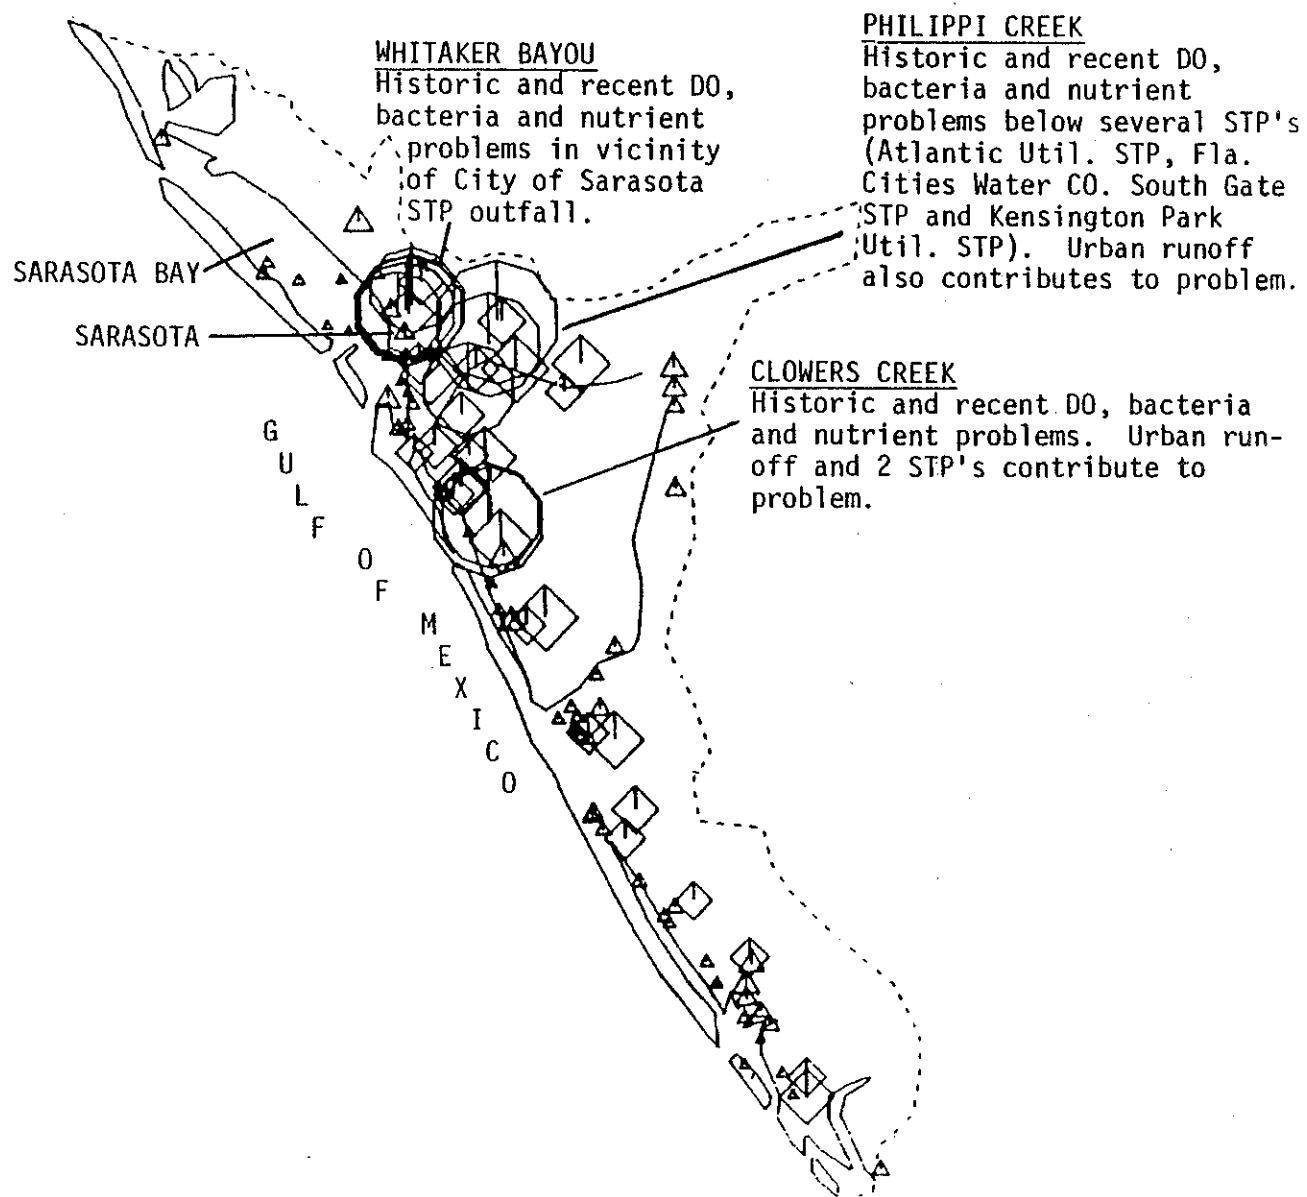 WHITAKER BAYOU
Historic and recent DO,
bacteria and nutrient
problems in vicinity
of City of Sarasota
STP outfall.
PHILIPPI CREEK
Historic and recent DO,
bacteria and nutrient
problems below several STP's
(Atlantic Util. STP, Fla.
Cities Water CO. South Gate
STP and Kensington Park
Util. STP). Urban runoff
also contributes to problem.
SARASOTA BAY
SARASOTA
CLOWERS CREEK
Historic and recent DO, bacteria
and nutrient problems. Urban run-
off and 2 STP's contribute to
problem.
GULF OF MEXICO